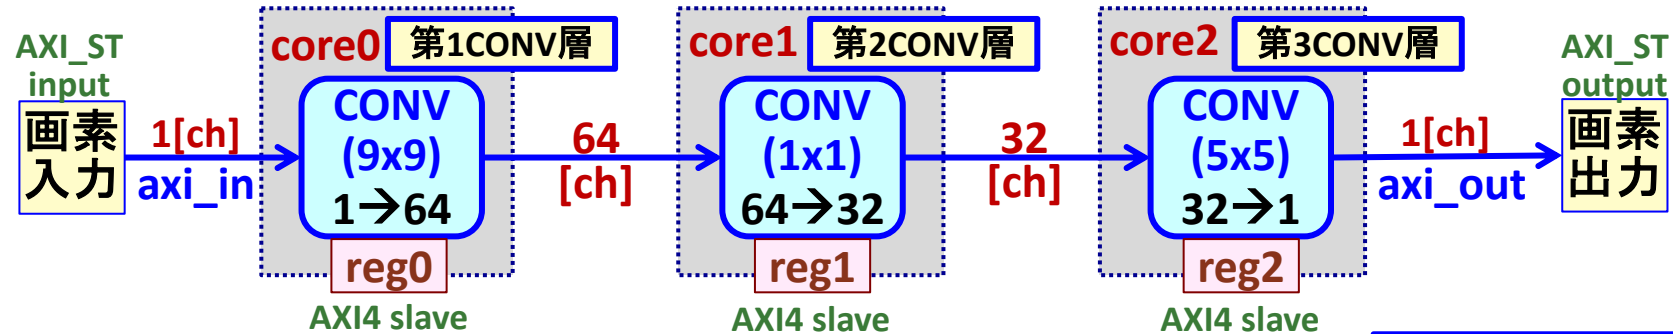 AXI_ST
input
画素
入力
1[ch]
axi_in
core0
第1CONV層
CONV
(9x9)
1→64
reg0
AXI4 slave
64
[ch]
core1
第2CONV層
CONV
(1x1)
64→32
reg1
AXI4 slave
32
[ch]
core2
第3CONV層
CONV
(5x5)
32→1
reg2
AXI4 slave
1[ch]
axi_out
AXI_ST
output
画素
出力